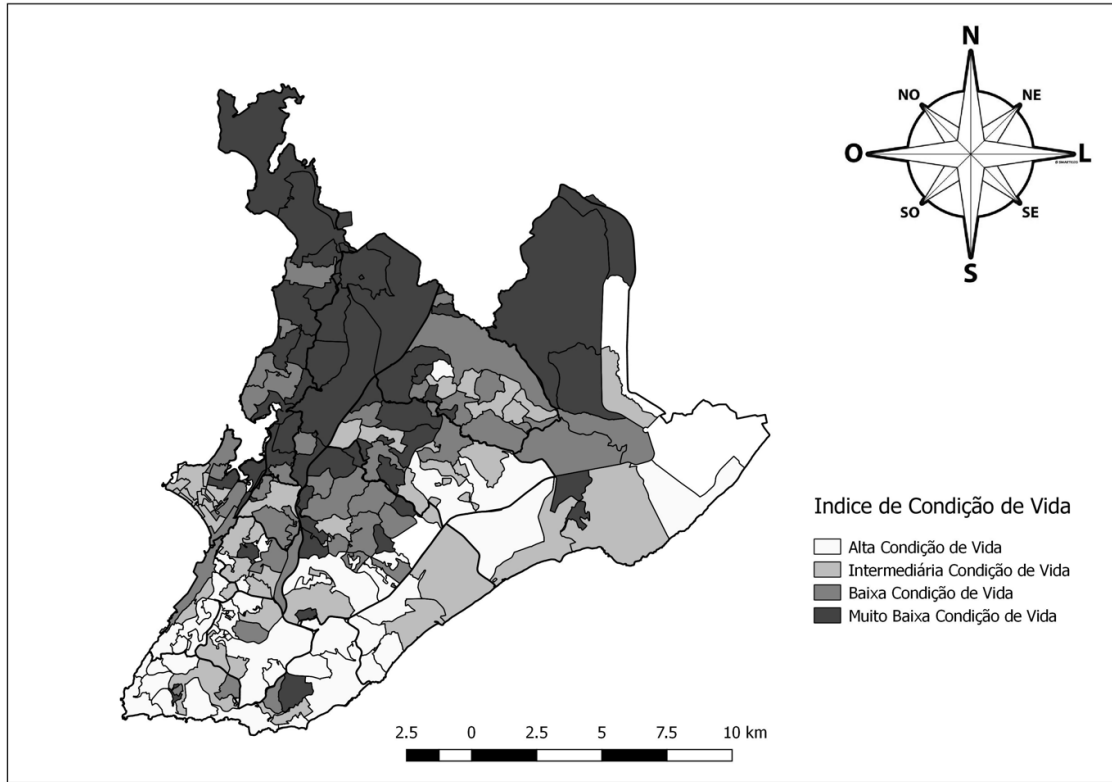 N
NO
NE
O
L
SO
SE
S
Indice de Condição de Vida
Alta Condição de Vida
Intermediária Condição de Vida
Baixa Condição de Vida
Muito Baixa Condição de Vida
2.5 0 2.5 5 7.5 10 km